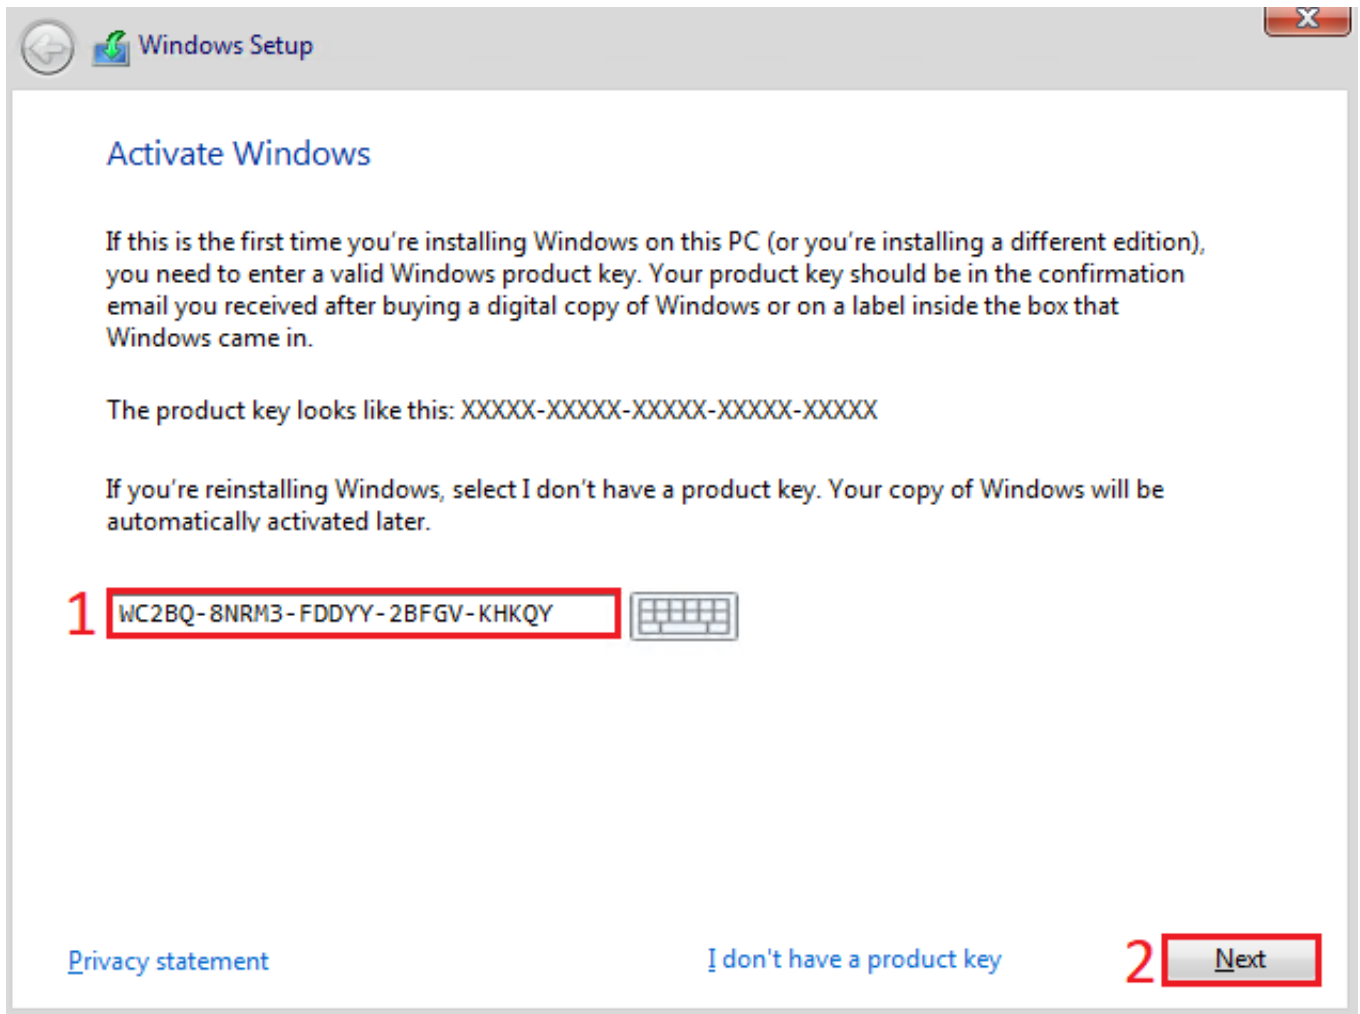 X
Windows Setup
Activate Windows
If this is the first time you're installing Windows on this PC (or you're installing a different edition),
you need to enter a valid Windows product key. Your product key should be in the confirmation
email you received after buying a digital copy of Windows or on a label inside the box that
Windows came in.
The product key looks like this: XXXXX-XXXXX-XXXXX-XXXXX-XXXXX
If you're reinstalling Windows, select I don't have a product key. Your copy of Windows will be
automatically activated later.
1 WC2BQ-8NRM3-FDDYY-2BFGV-KHKQY
Privacy statement I don't have a product key 2 Next